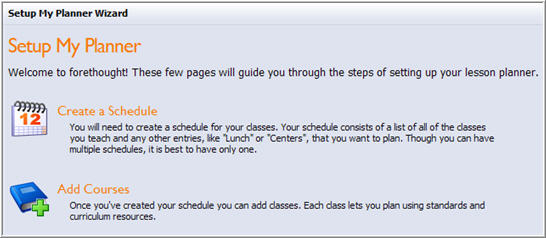 Setup My Planner Wizard
Setup My Planner
Welcome to forethought! These few pages will guide you through the steps of setting up your lesson planner.
12
Create a Schedule
You will need to create a schedule for your classes. Your schedule consists of a list of all of the classes
you teach and any other entries, like "Lunch" or "Centers", that you want to plan. Though you can have
multiple schedules, it is best to have only one.
Add Courses
Once you've created your schedule you can add classes. Each class lets you plan using standards and
curriculum resources.